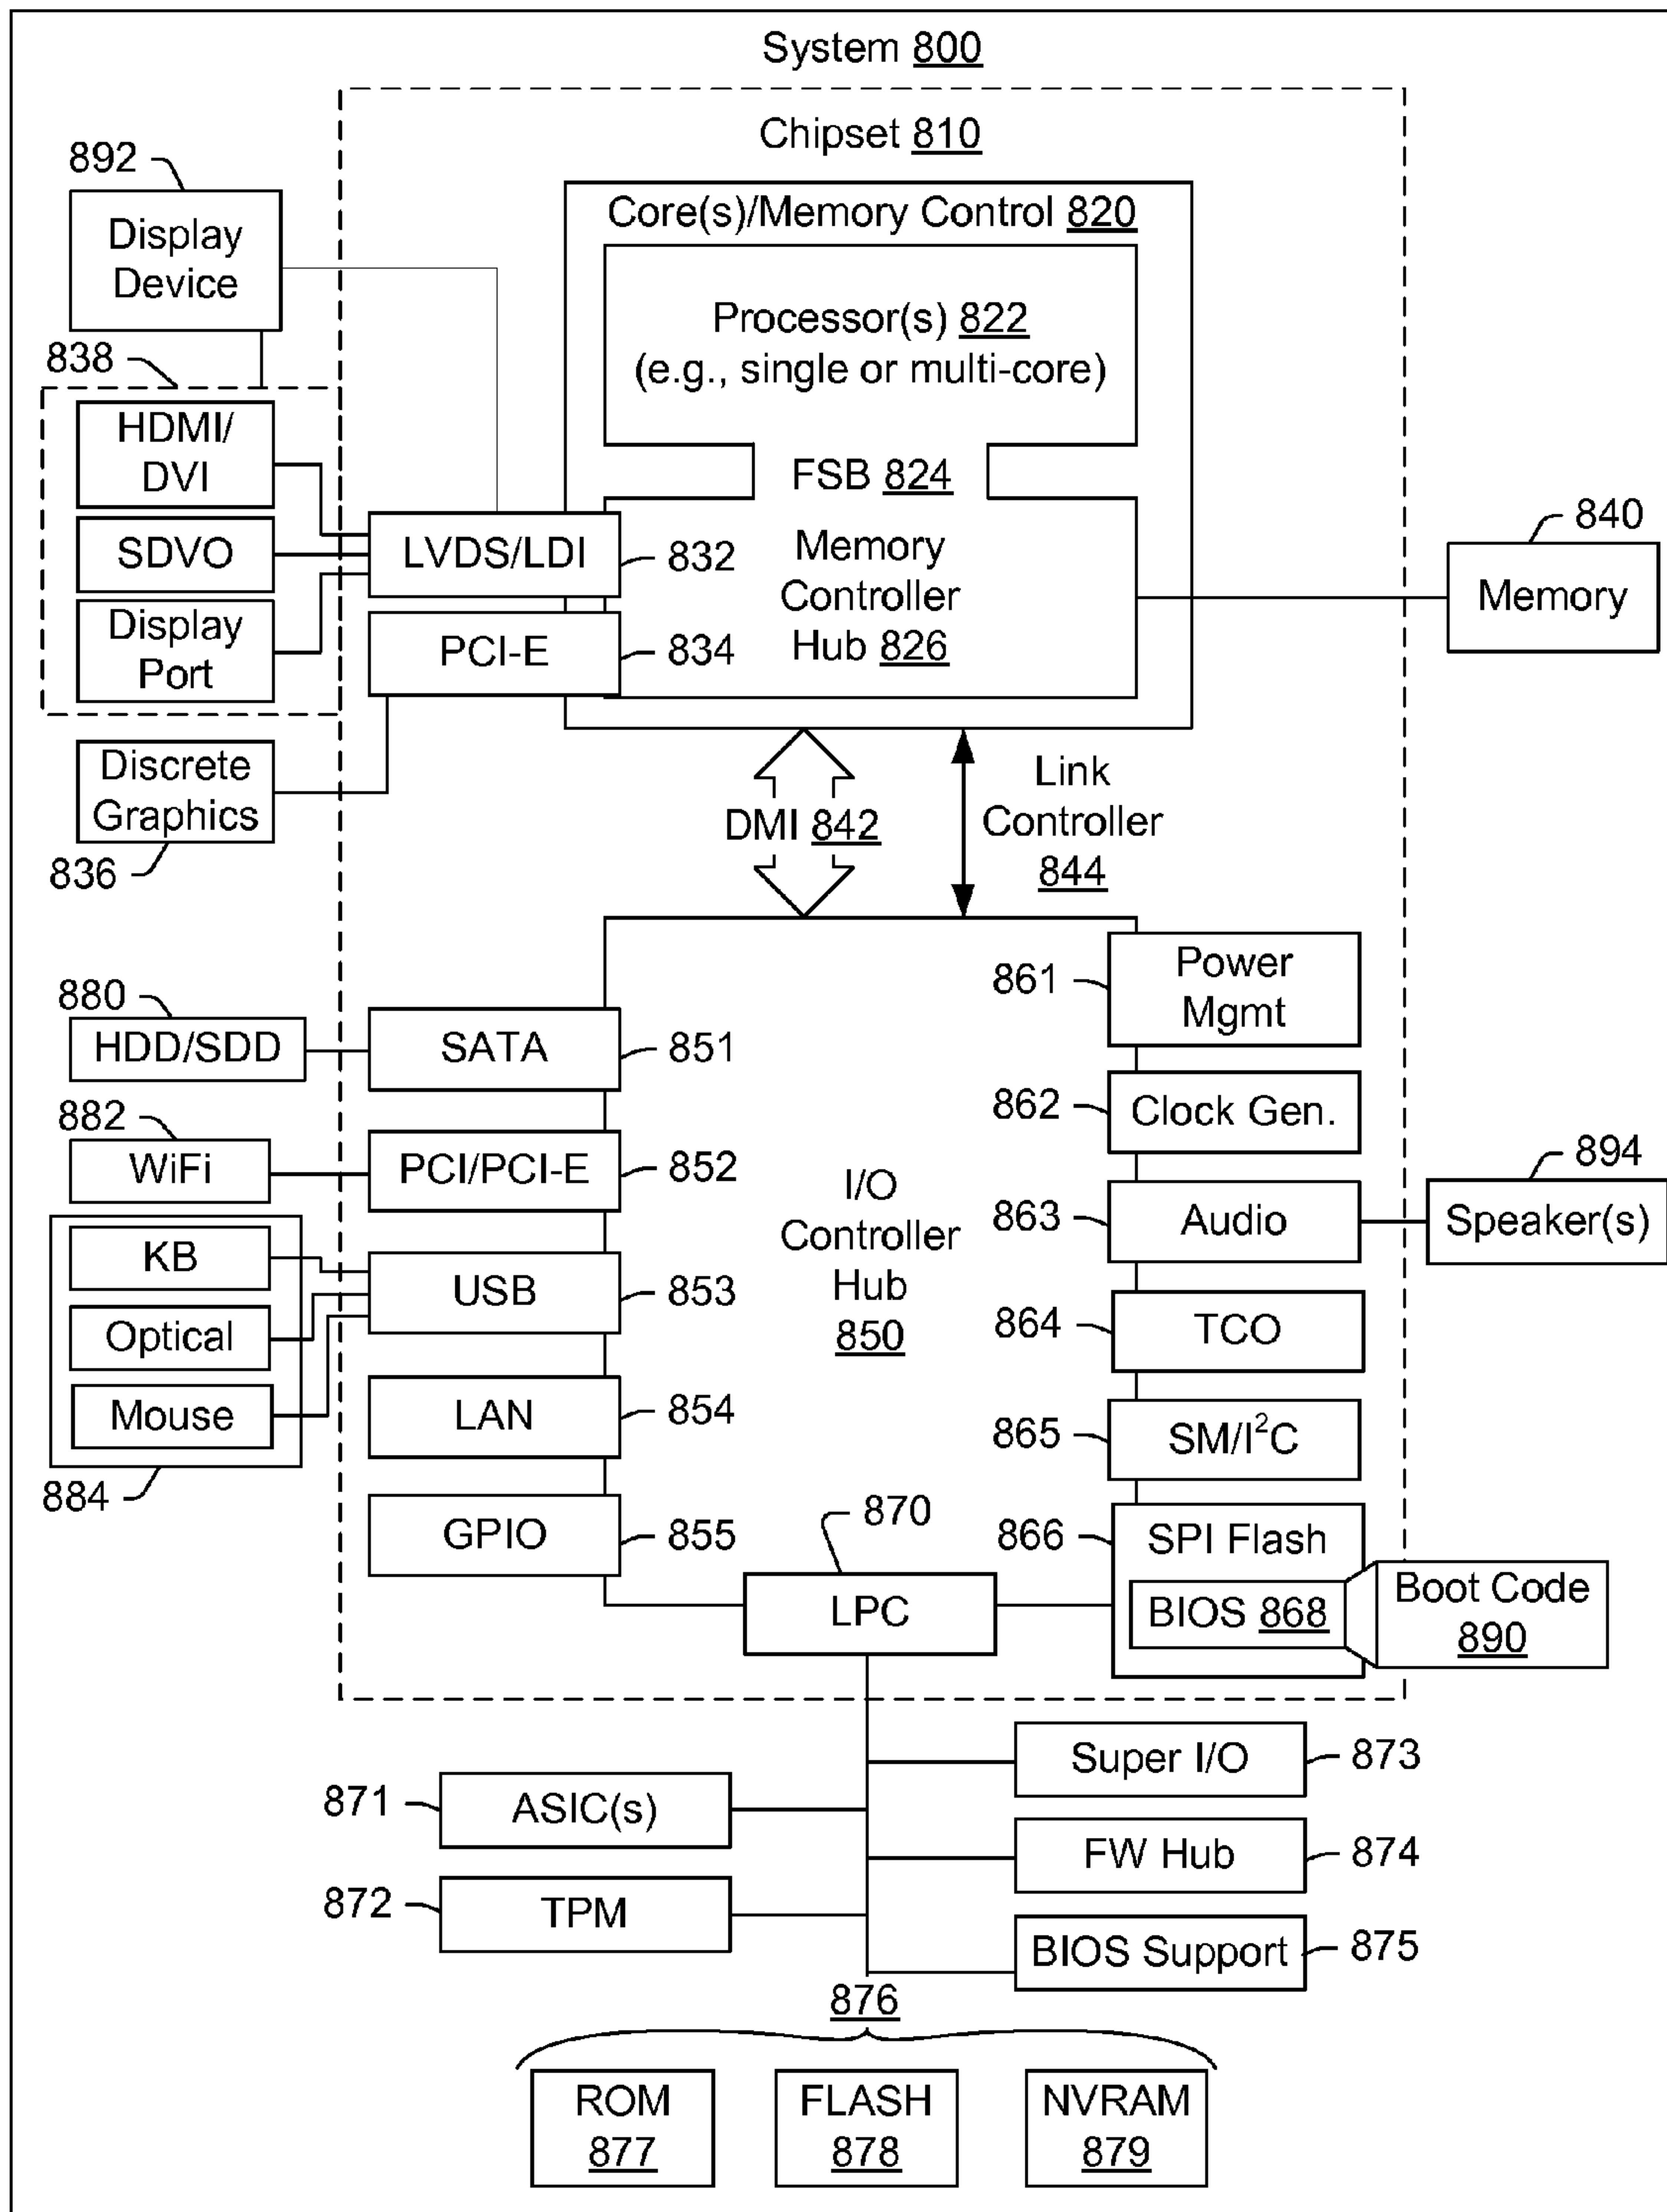 System 800
Chipset 810
892
Display
Device
Core(s)/Memory Control 820
Processor(s) 822
(e.g., single or multi-core)
838
HDMI/
DVI
FSB 824
SDVO
LVDS/LDI
832
Memory
Controller
Hub 826
840
Memory
Display
Port
PCI-E
834
Discrete
Graphics
836
DMI 842
Link
Controller
844
880
HDD/SDD
SATA
851
861
Power
Mgmt
882
WiFi
PCI/PCI-E
852
862
Clock Gen.
I/O
Controller
Hub
850
863
Audio
894
Speaker(s)
KB
Optical
Mouse
884
USB
853
864
TCO
LAN
854
865
SM/I²C
GPIO
855
870
LPC
866
SPI Flash
BIOS 868
Boot Code
890
Super I/O
873
871
ASIC(s)
FW Hub
874
872
TPM
BIOS Support
875
876
ROM
877
FLASH
878
NVRAM
879